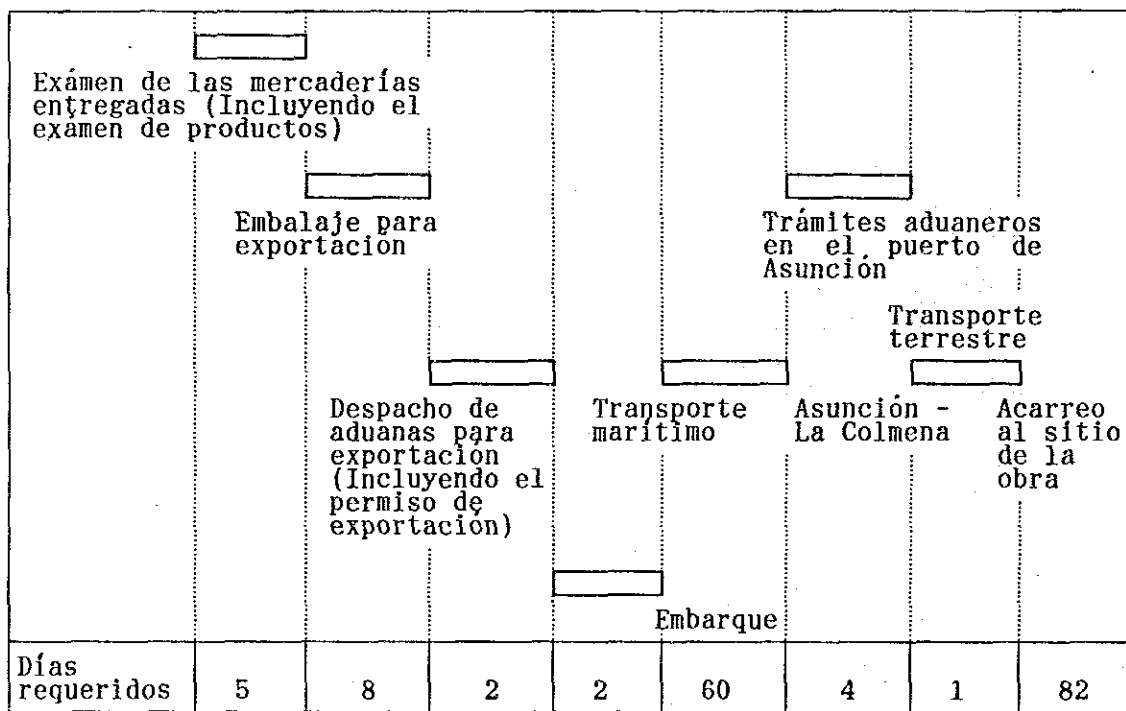 Exámen de las mercaderías
entregadas (Incluyendo el
examen de productos)
Embalaje para
exportación
Trámites aduaneros
en el puerto de
Asunción
Transporte
terrestre
Despacho de
aduanas para
exportación
(Incluyendo el
permiso de
exportación)
Transporte
marítimo
Asunción -
La Colmena
Acarreo
al sitio
de la
obra
Embarque
Días
requeridos 5 8 2 2 60 4 1 82